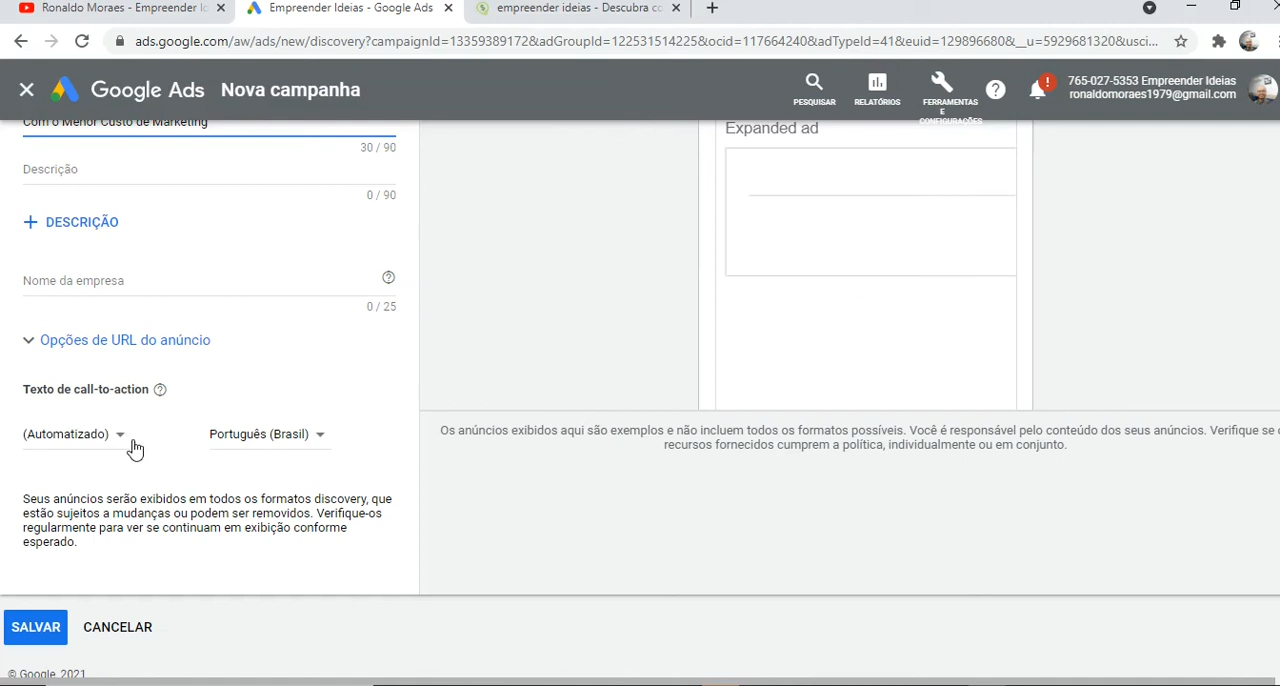 Ronaldo Moraes - Empreender I
Empreender Ideias - Google Ads
empreender ideias - Descubra co
ads.google.com/aw/ads/new/discovery?campaignId=13359389172&adGroupId=122531514225&ocid=117664240&adTypeId=41&euid=129896680&__u=5929681320&usci...
Google Ads Nova campanha
PESQUISAR
RELATÓRIOS
FERRAMENTAS
E
CONFIGURAÇÕES
765-027-5353 Empreender Ideias
ronaldomoraes1979@gmail.com
Com o Menor Custo de Marketing
30 / 90
Descrição
0 / 90
+ DESCRIÇÃO
Nome da empresa
0 / 25
Opções de URL do anúncio
Texto de call-to-action
(Automatizado)
Português (Brasil)
Seus anúncios serão exibidos em todos os formatos discovery, que
estão sujeitos a mudanças ou podem ser removidos. Verifique-os
regularmente para ver se continuam em exibição conforme
esperado.
Expanded ad
Os anúncios exibidos aqui são exemplos e não incluem todos os formatos possíveis. Você é responsável pelo conteúdo dos seus anúncios. Verifique se
recursos fornecidos cumprem a política, individualmente ou em conjunto.
SALVAR
CANCELAR
© Google, 2021